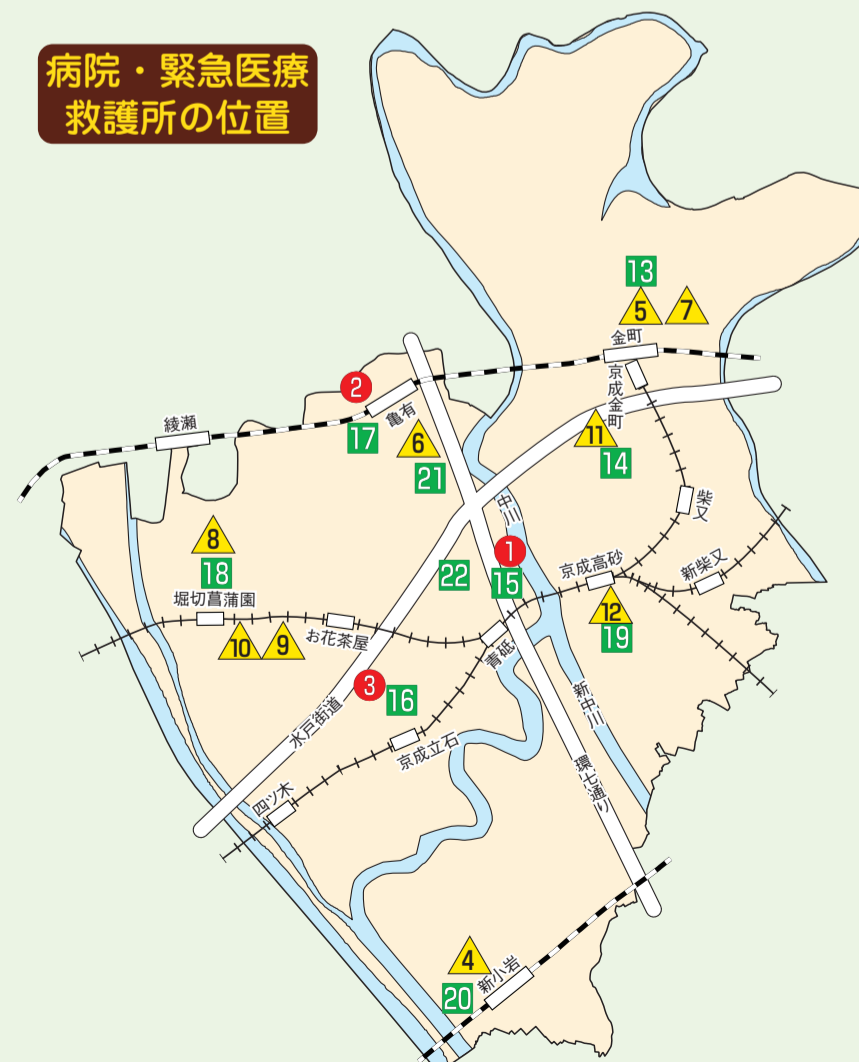 病院・緊急医療
救護所の位置
13
5
7
金町
京成金町
2
亀有
綾瀬
17
6
21
11
14
中川
柴又
8
18
22
1
15
京成高砂
新柴又
堀切菖蒲園
お花茶屋
10
9
12
19
青砥
3
16
水戸街道
京成立石
新中川
環七通り
四ツ木
4
20
新小岩